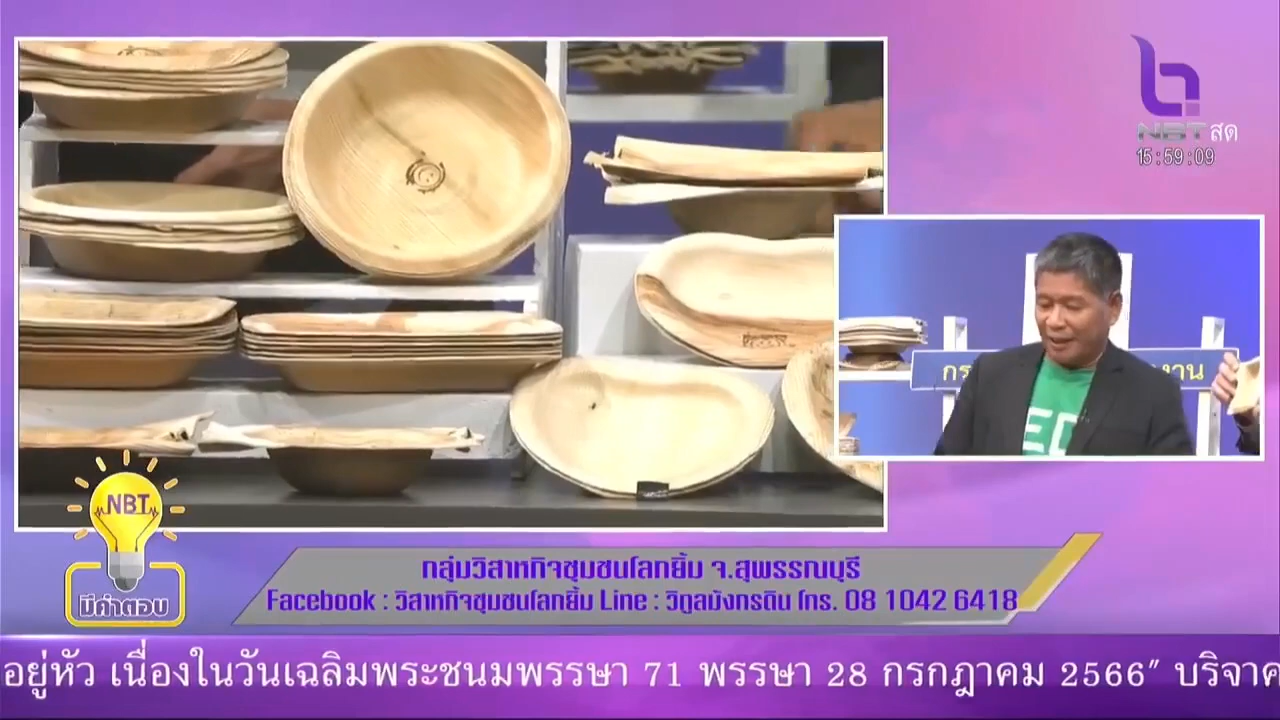 NBT สด
15:59:09
กร
งาน
NBT
มีคำตอบ
กลุ่มวิสาหกิจชุมชนโลกยิ้ม จ.สุพรรณบุรี
Facebook : วิสาหกิจชุมชนโลกยิ้ม Line : วิฑูลมังกรดิน โทร. 08 1042 6418
อยู่หัว เนื่องในวันเฉลิมพระชนมพรรษา 71 พรรษา 28 กรกฎาคม 2566" บริจาค